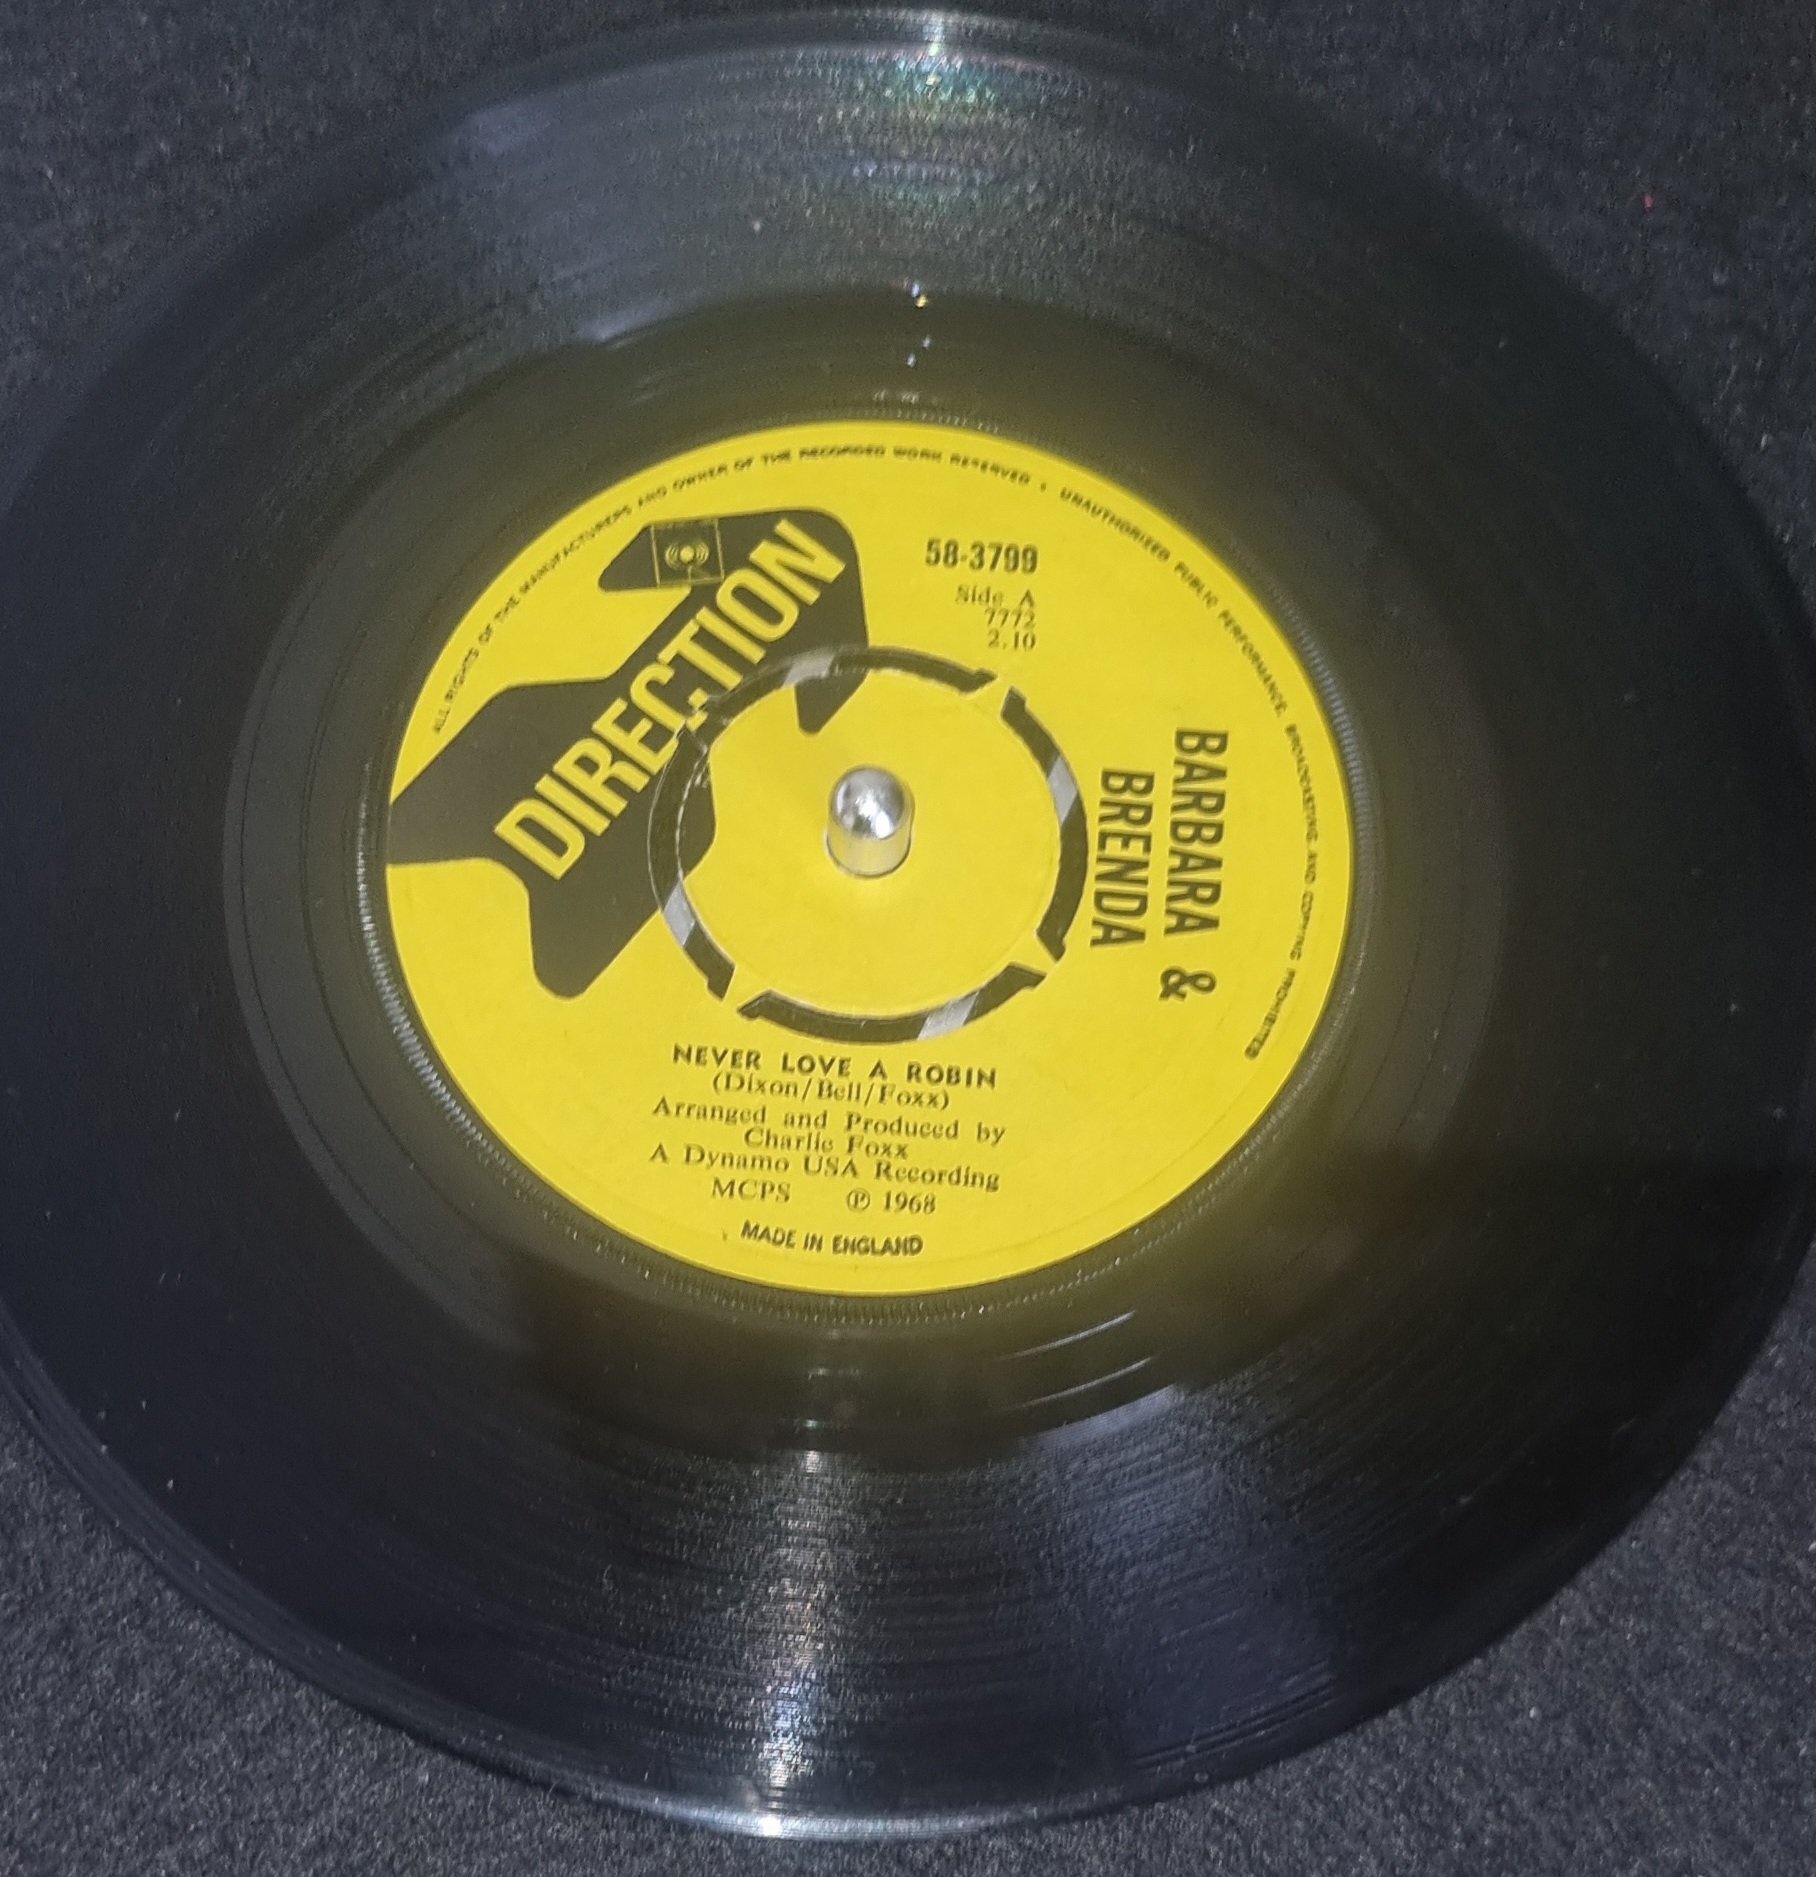 ALL RIGHTS OF THE MANUFACTURERS AND OWNER OF THE RECORDED WORK RESERVED • UNAUTHORIZED PUBLIC PERFORMANCE, BROADCASTING AND COPYING PROHIBITED
DIRECTION
58-3799
Side A
7772
2.10
BARBARA &
BRENDA
NEVER LOVE A ROBIN
(Dixon/Bell/Foxx)
Arranged and Produced by
Charlie Foxx
A Dynamo USA Recording
MCPS ℗ 1968
MADE IN ENGLAND